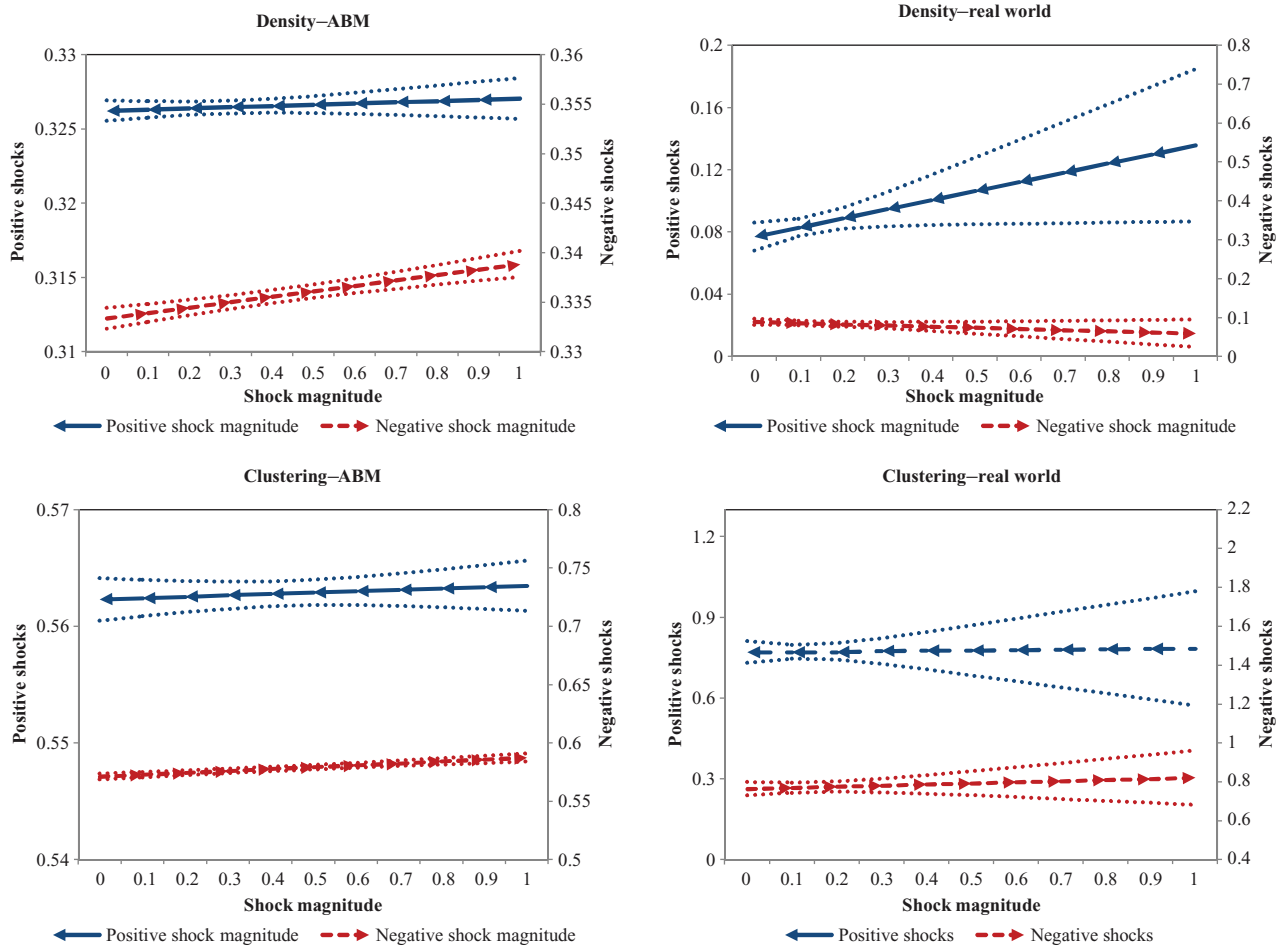 Density–ABM
0.33
0.325
0.32
0.315
0.31
Positive shocks
0.36
0.355
0.35
0.345
0.34
0.335
0.33
Negative shocks
0 0.1 0.2 0.3 0.4 0.5 0.6 0.7 0.8 0.9 1
Shock magnitude
Positive shock magnitude Negative shock magnitude
Density–real world
0.2
0.16
0.12
0.08
0.04
0
Positive shocks
0.8
0.7
0.6
0.5
0.4
0.3
0.2
0.1
0
Negative shocks
0 0.1 0.2 0.3 0.4 0.5 0.6 0.7 0.8 0.9 1
Shock magnitude
Positive shock magnitude Negative shock magnitude
Clustering–ABM
0.57
0.56
0.55
0.54
Positive shocks
0.8
0.75
0.7
0.65
0.6
0.55
0.5
Negative shocks
0 0.1 0.2 0.3 0.4 0.5 0.6 0.7 0.8 0.9 1
Shock magnitude
Positive shock magnitude Negative shock magnitude
Clustering–real world
1.2
0.9
0.6
0.3
0
Poslitive shocks
2.2
2
1.8
1.6
1.4
1.2
1
0.8
0.6
0.4
Negative shocks
0 0.1 0.2 0.3 0.4 0.5 0.6 0.7 0.8 0.9 1
Shock magnitude
Positive shocks Negative shocks